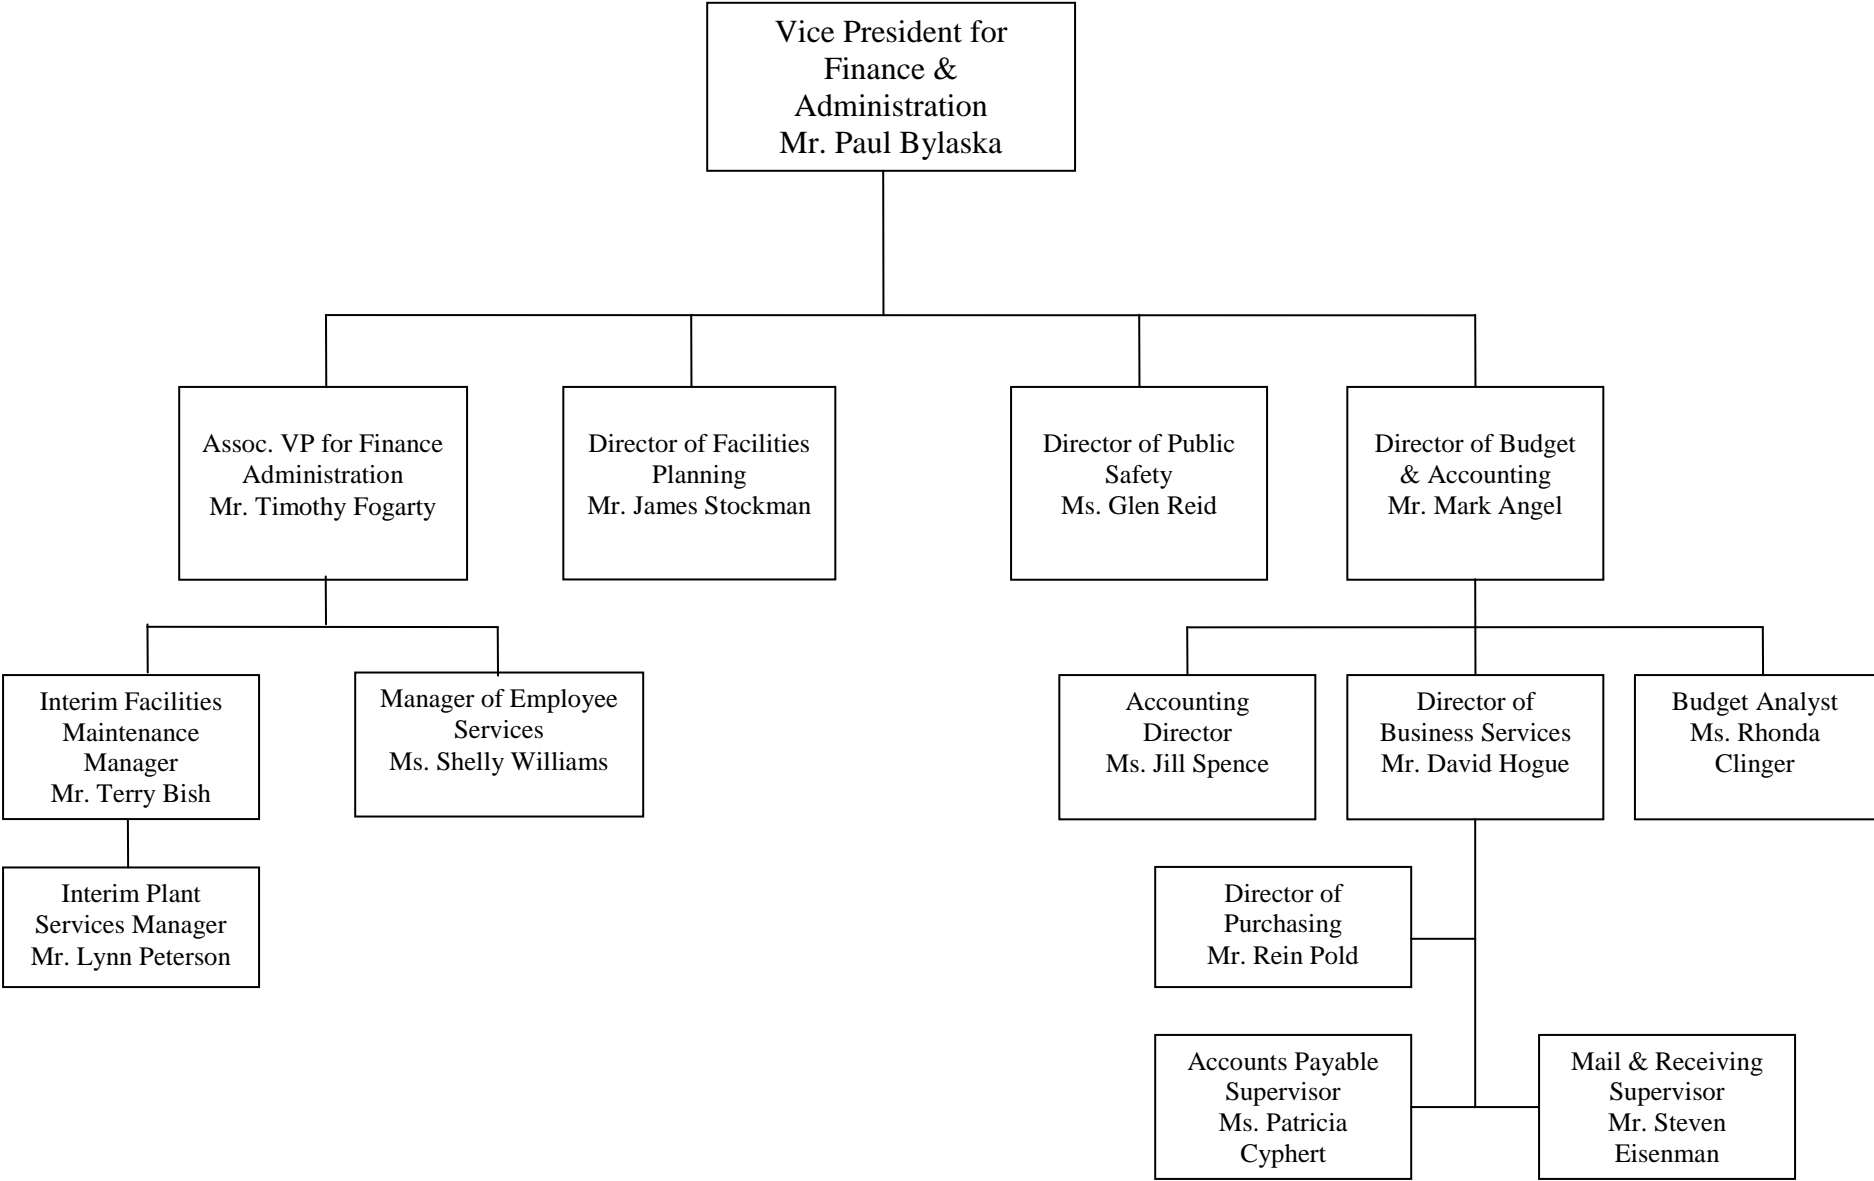 Vice President for
Finance &
Administration
Mr. Paul Bylaska
Assoc. VP for Finance
Administration
Mr. Timothy Fogarty
Director of Facilities
Planning
Mr. James Stockman
Director of Public
Safety
Ms. Glen Reid
Director of Budget
& Accounting
Mr. Mark Angel
Interim Facilities
Maintenance
Manager
Mr. Terry Bish
Manager of Employee
Services
Ms. Shelly Williams
Accounting
Director
Ms. Jill Spence
Director of
Business Services
Mr. David Hogue
Budget Analyst
Ms. Rhonda
Clinger
Interim Plant
Services Manager
Mr. Lynn Peterson
Director of
Purchasing
Mr. Rein Pold
Accounts Payable
Supervisor
Ms. Patricia
Cyphert
Mail & Receiving
Supervisor
Mr. Steven
Eisenman